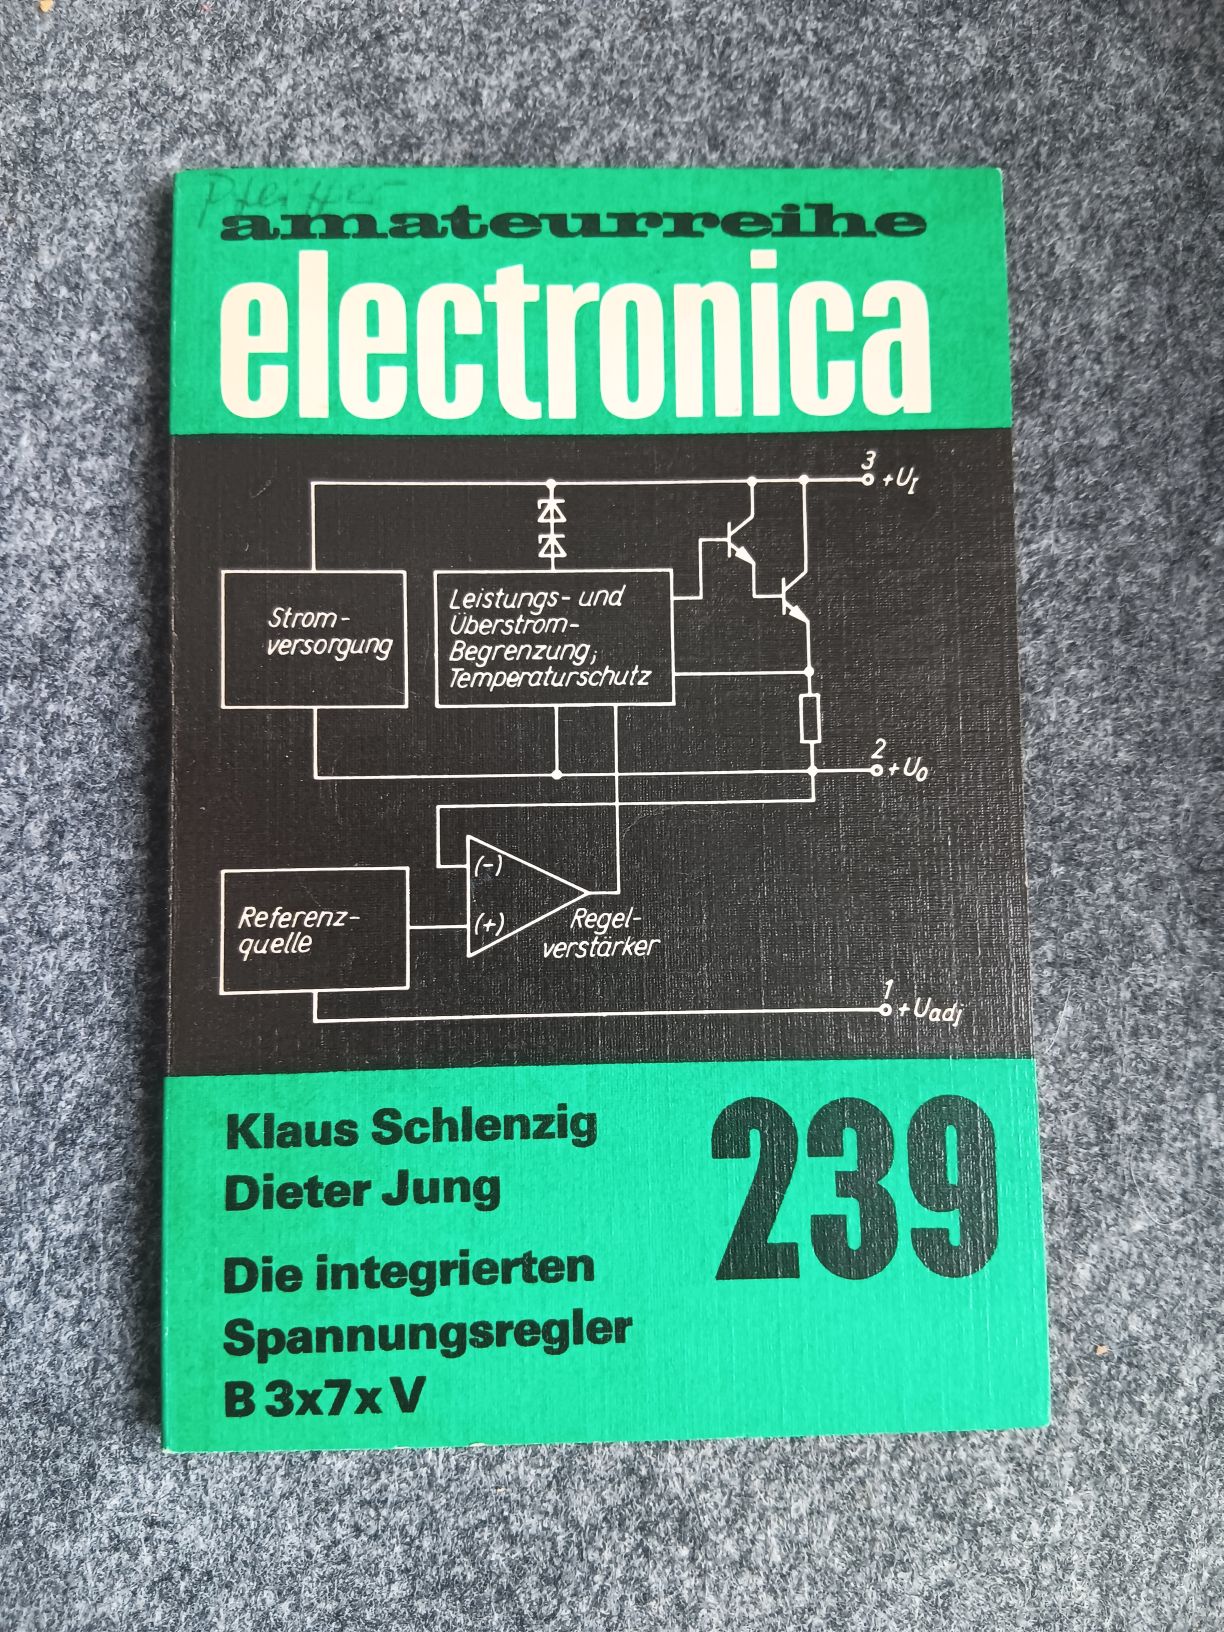 Pfeiffer
amateurreihe
electronica
3
+UI
Strom-
versorgung
Leistungs- und
Überstrom-
Begrenzung;
Temperaturschutz
2
+UO
(-)
(+)
Referenz-
quelle
Regel-
verstärker
1
+Uadj
Klaus Schlenzig
Dieter Jung
239
Die integrierten
Spannungsregler
B 3x7x V